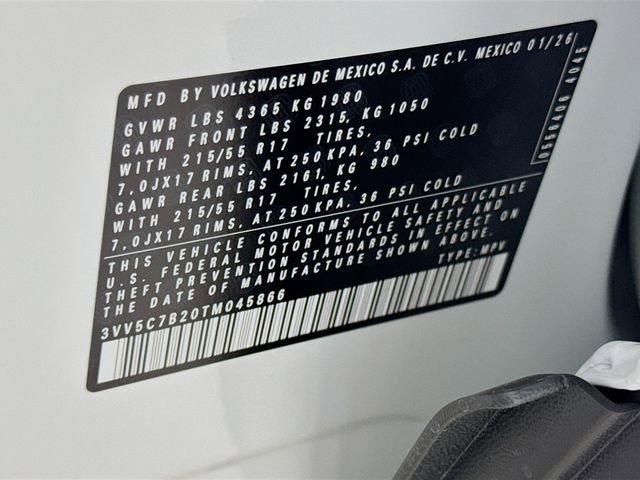 MFD BY VOLKSWAGEN DE MEXICO S.A. DE C.V. MEXICO 01/26
GVWR LBS 4365 KG 1980
GAWR FRONT LBS 2315, KG 1050
WITH 215/55 R17 TIRES,
7,0JX17 RIMS, AT 250 KPA, 36 PSI COLD
GAWR REAR LBS 2161, KG 980
WITH 215/55 R17 TIRES,
7,0JX17 RIMS, AT 250 KPA, 36 PSI COLD
THIS VEHICLE CONFORMS TO ALL APPLICABLE
U.S. FEDERAL MOTOR VEHICLE SAFETY AND
THEFT PREVENTION STANDARDS IN EFFECT ON
DATE OF MANUFACTURE SHOWN ABOVE.
TYPE: MPV
3VV5C7B20TM045866
4045